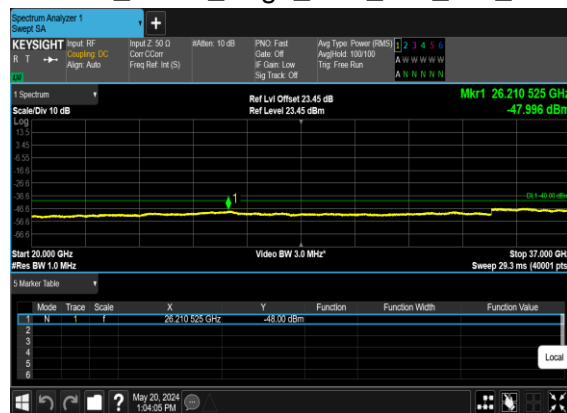 Spectrum Analyzer 1
Swept SA
KEYSIGHT Input: RF Input Z: 50 Ω #Atten: 10 dB PNO: Fast Avg Type: Power (RMS) 1 2 3 4 5 6
R T Coupling: DC Corr CCorr Gate: Off Avg|Hold: 100/100 A W W W W W
Align: Auto Freq Ref: Int (S) IF Gain: Low Trig: Free Run
Sig Track: Off A N N N N N
1 Spectrum Ref Lvl Offset 23.45 dB Mkr1 26.210 525 GHz
Scale/Div 10 dB Ref Level 23.45 dBm -47.996 dBm
Log
13.5
3.45
-6.55
-16.6
-26.6
-36.6 1 DL1 -40.00 dBm
-46.6
-56.6
-66.6
Start 20.000 GHz Video BW 3.0 MHz* Stop 37.000 GHz
#Res BW 1.0 MHz Sweep 29.3 ms (40001 pts)
5 Marker Table
Mode Trace Scale X Y Function Function Width Function Value
1 N 1 f 26.210 525 GHz -48.00 dBm
2
3
4
5
6
Local
? May 20, 2024
1:04:05 PM